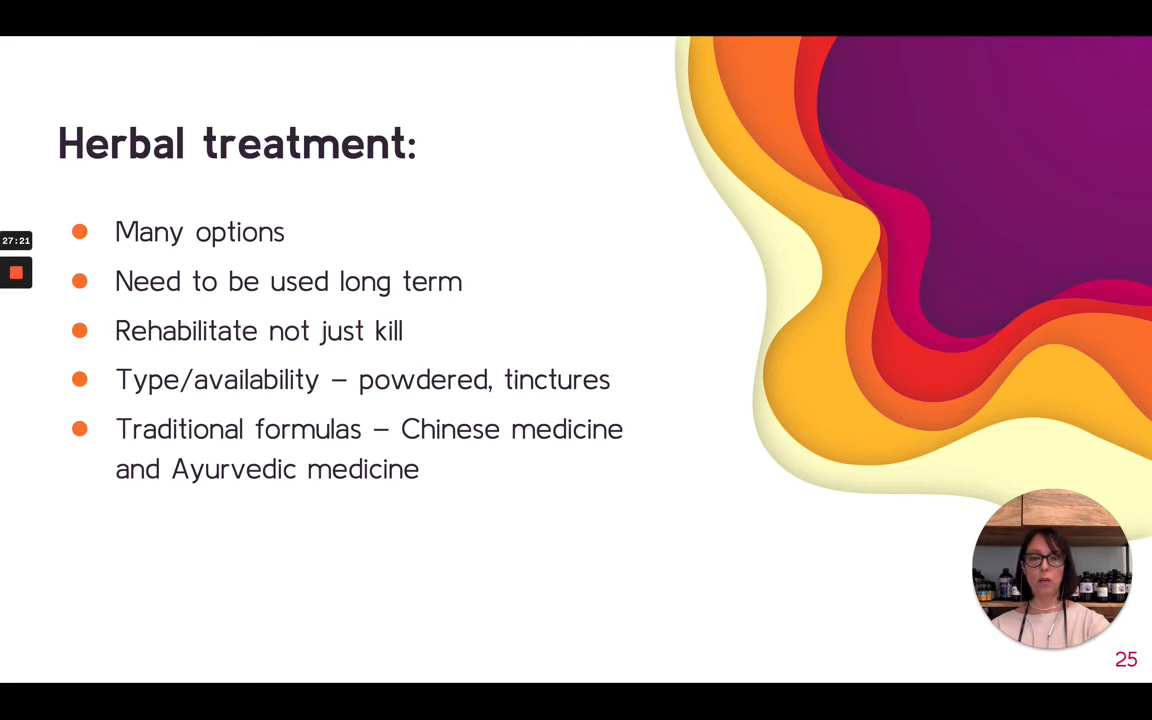 Herbal treatment:
Many options
27:21
Need to be used long term
Rehabilitate not just kill
Type/availability – powdered, tinctures
Traditional formulas – Chinese medicine
and Ayurvedic medicine
25